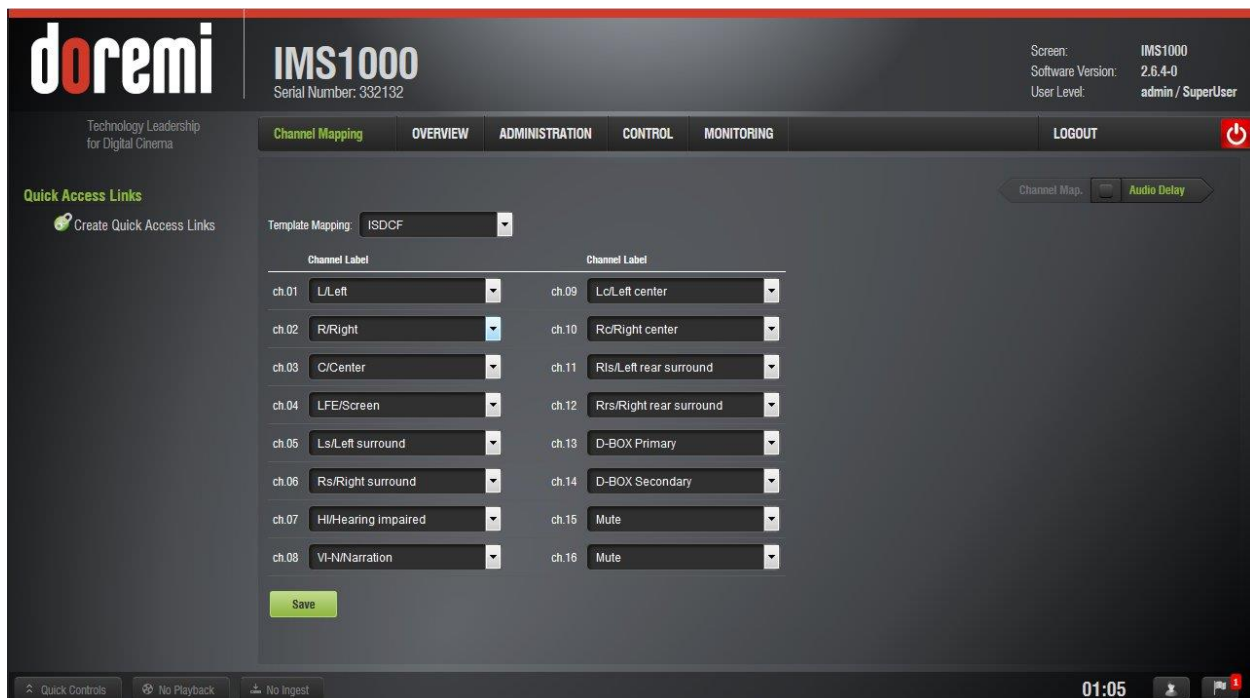 doremi
Technology Leadership
for Digital Cinema
IMS1000
Serial Number: 332132
Screen: IMS1000
Software Version: 2.6.4-0
User Level: admin / SuperUser
Channel Mapping OVERVIEW ADMINISTRATION CONTROL MONITORING LOGOUT
Quick Access Links
Create Quick Access Links
Channel Map. Audio Delay
Template Mapping: ISDCF
Channel Label Channel Label
ch.01 L/Left ch.09 Lc/Left center
ch.02 R/Right ch.10 Rc/Right center
ch.03 C/Center ch.11 Rls/Left rear surround
ch.04 LFE/Screen ch.12 Rrs/Right rear surround
ch.05 Ls/Left surround ch.13 D-BOX Primary
ch.06 Rs/Right surround ch.14 D-BOX Secondary
ch.07 HI/Hearing impaired ch.15 Mute
ch.08 VI-N/Narration ch.16 Mute
Save
Quick Controls No Playback No Ingest 01:05 1